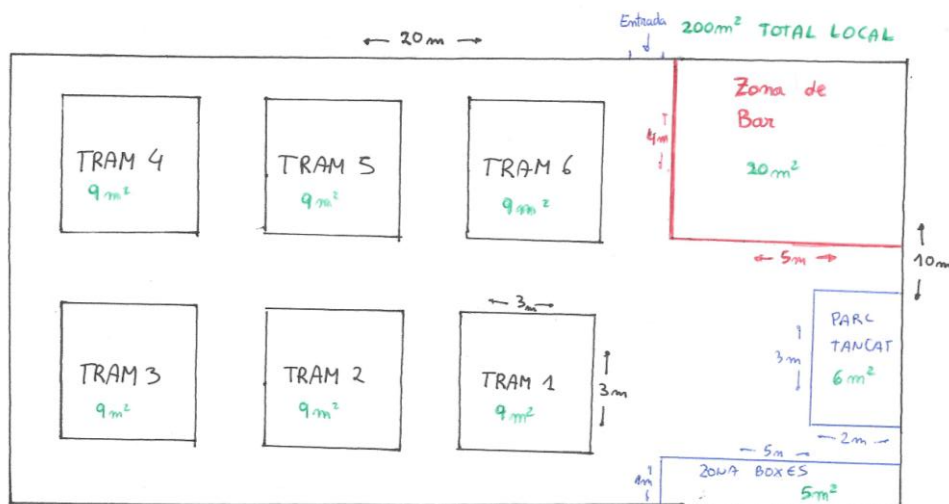 ← 20m →
Entrada
200m² TOTAL LOCAL
Zona de
Bar
20m²
4m
← 5m →
TRAM 4
9m²
TRAM 5
9m²
TRAM 6
9m²
10m
← 3m →
3m
TRAM 3
9m²
TRAM 2
9m²
TRAM 1
9m²
PARC
TANCAT
6m²
3m
← 2m →
← 5m →
ZONA BOXES
5m²
1m